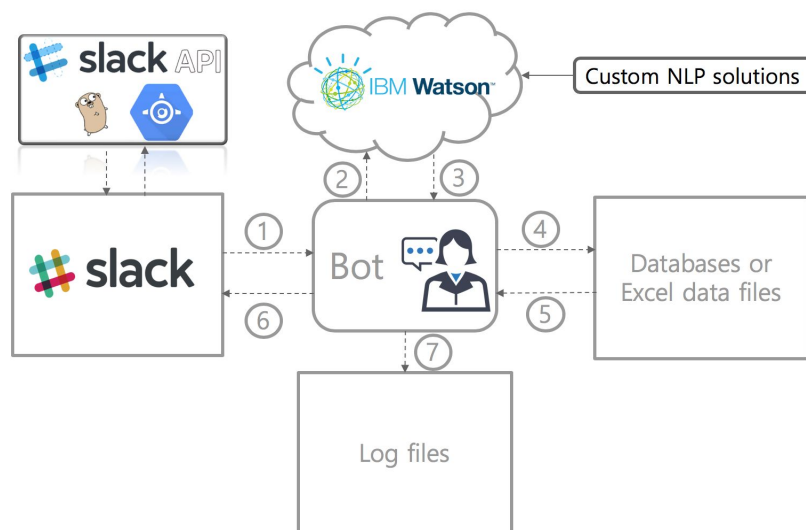 slack API
IBM Watson™
Custom NLP solutions
2
3
1
4
slack
Bot
Databases or
Excel data files
6
5
7
Log files